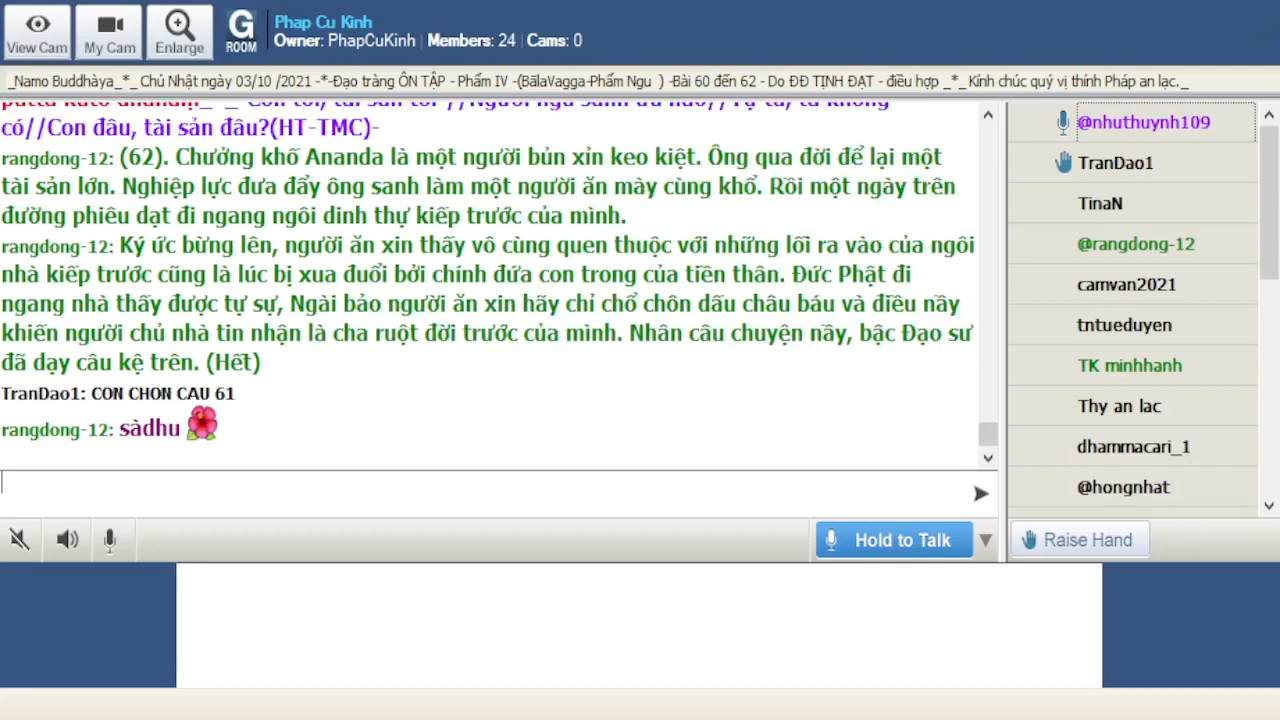 View Cam
My Cam
Enlarge
G
ROOM
Phap Cu Kinh
Owner: PhapCuKinh | Members: 24 | Cams: 0
_Namo Buddhàya_*_ Chủ Nhật ngày 03/10 /2021 -*-Đạo tràng ÔN TẬP - Phẩm IV -(BālaVagga-Phẩm Ngu ) -Bài 60 đến 62 - Do ĐĐ TỊNH ĐẠT - điều hợp _*_ Kính chúc quý vị thính Pháp an lạc._
có//Con đâu, tài sản đâu?(HT-TMC)-
rangdong-12: (62). Chưởng khố Ananda là một người bủn xỉn keo kiệt. Ông qua đời để lại một
tài sản lớn. Nghiệp lực đưa đẩy ông sanh làm một người ăn mày cùng khổ. Rồi một ngày trên
đường phiêu dạt đi ngang ngôi dinh thự kiếp trước của mình.
rangdong-12: Ký ức bừng lên, người ăn xin thấy vô cùng quen thuộc với những lối ra vào của ngôi
nhà kiếp trước cũng là lúc bị xua đuổi bởi chính đứa con trong của tiền thân. Đức Phật đi
ngang nhà thấy được tự sự, Ngài bảo người ăn xin hãy chỉ chổ chôn dấu châu báu và điều nầy
khiến người chủ nhà tin nhận là cha ruột đời trước của mình. Nhân câu chuyện nầy, bậc Đạo sư
đã dạy câu kệ trên. (Hết)
TranDao1: CON CHON CAU 61
rangdong-12: sàdhu
@nhuthuynh109
TranDao1
TinaN
@rangdong-12
camvan2021
tntueduyen
TK minhhanh
Thy an lac
dhammacari_1
@hongnhat
Hold to Talk
Raise Hand